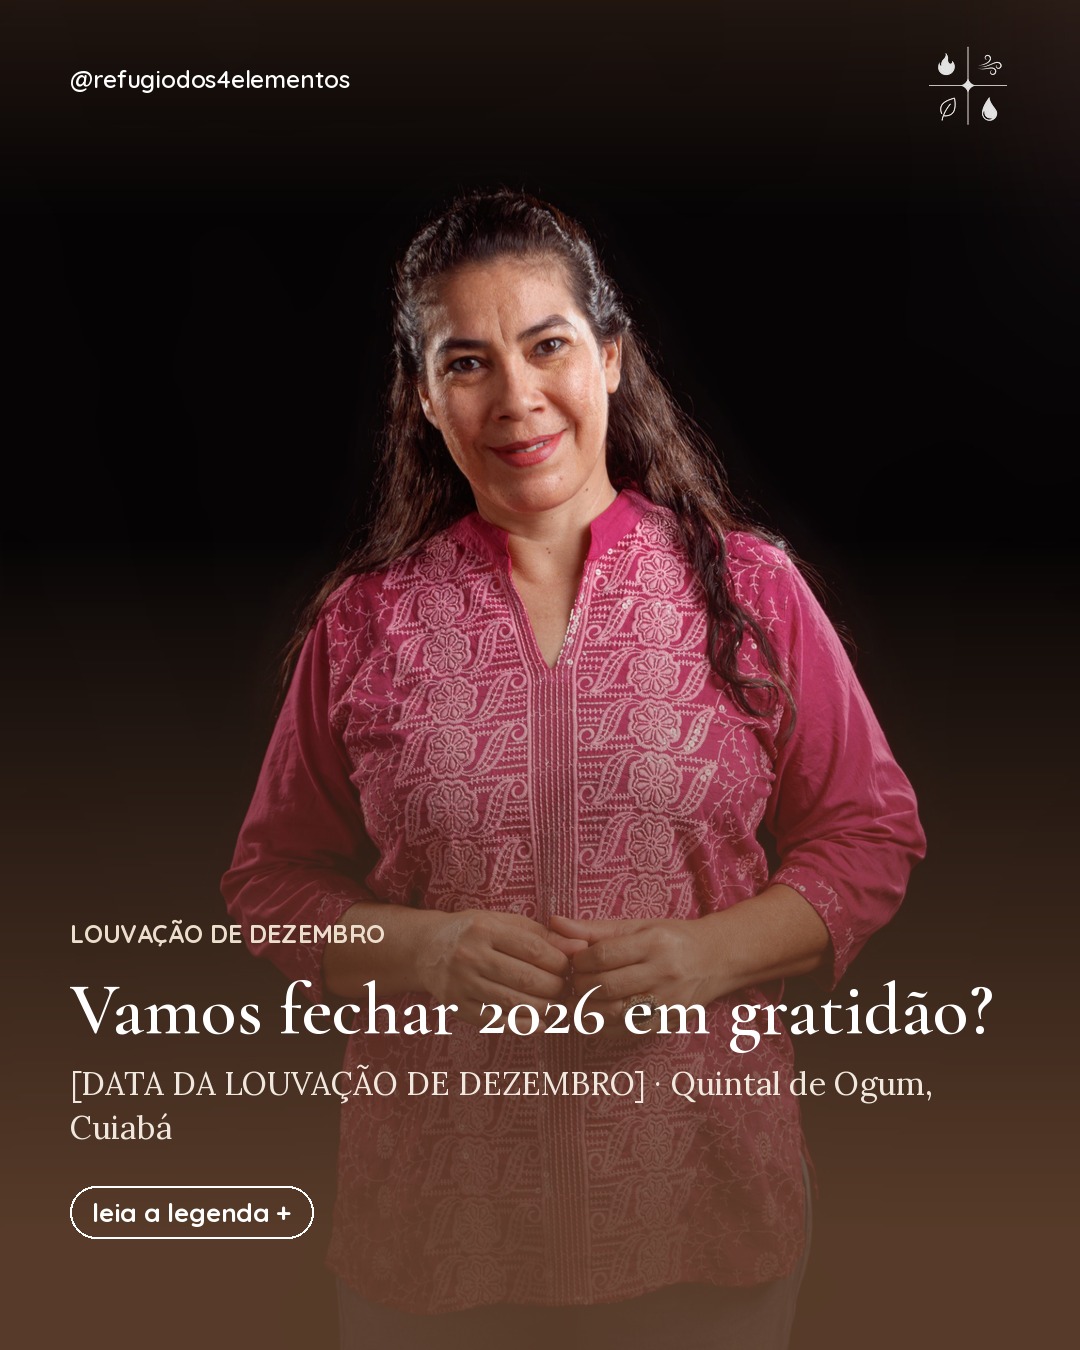 @refugiodos4elementos
LOUVAÇÃO DE DEZEMBRO
Vamos fechar 2026 em gratidão?
[DATA DA LOUVAÇÃO DE DEZEMBRO] · Quintal de Ogum,
Cuiabá
leia a legenda +